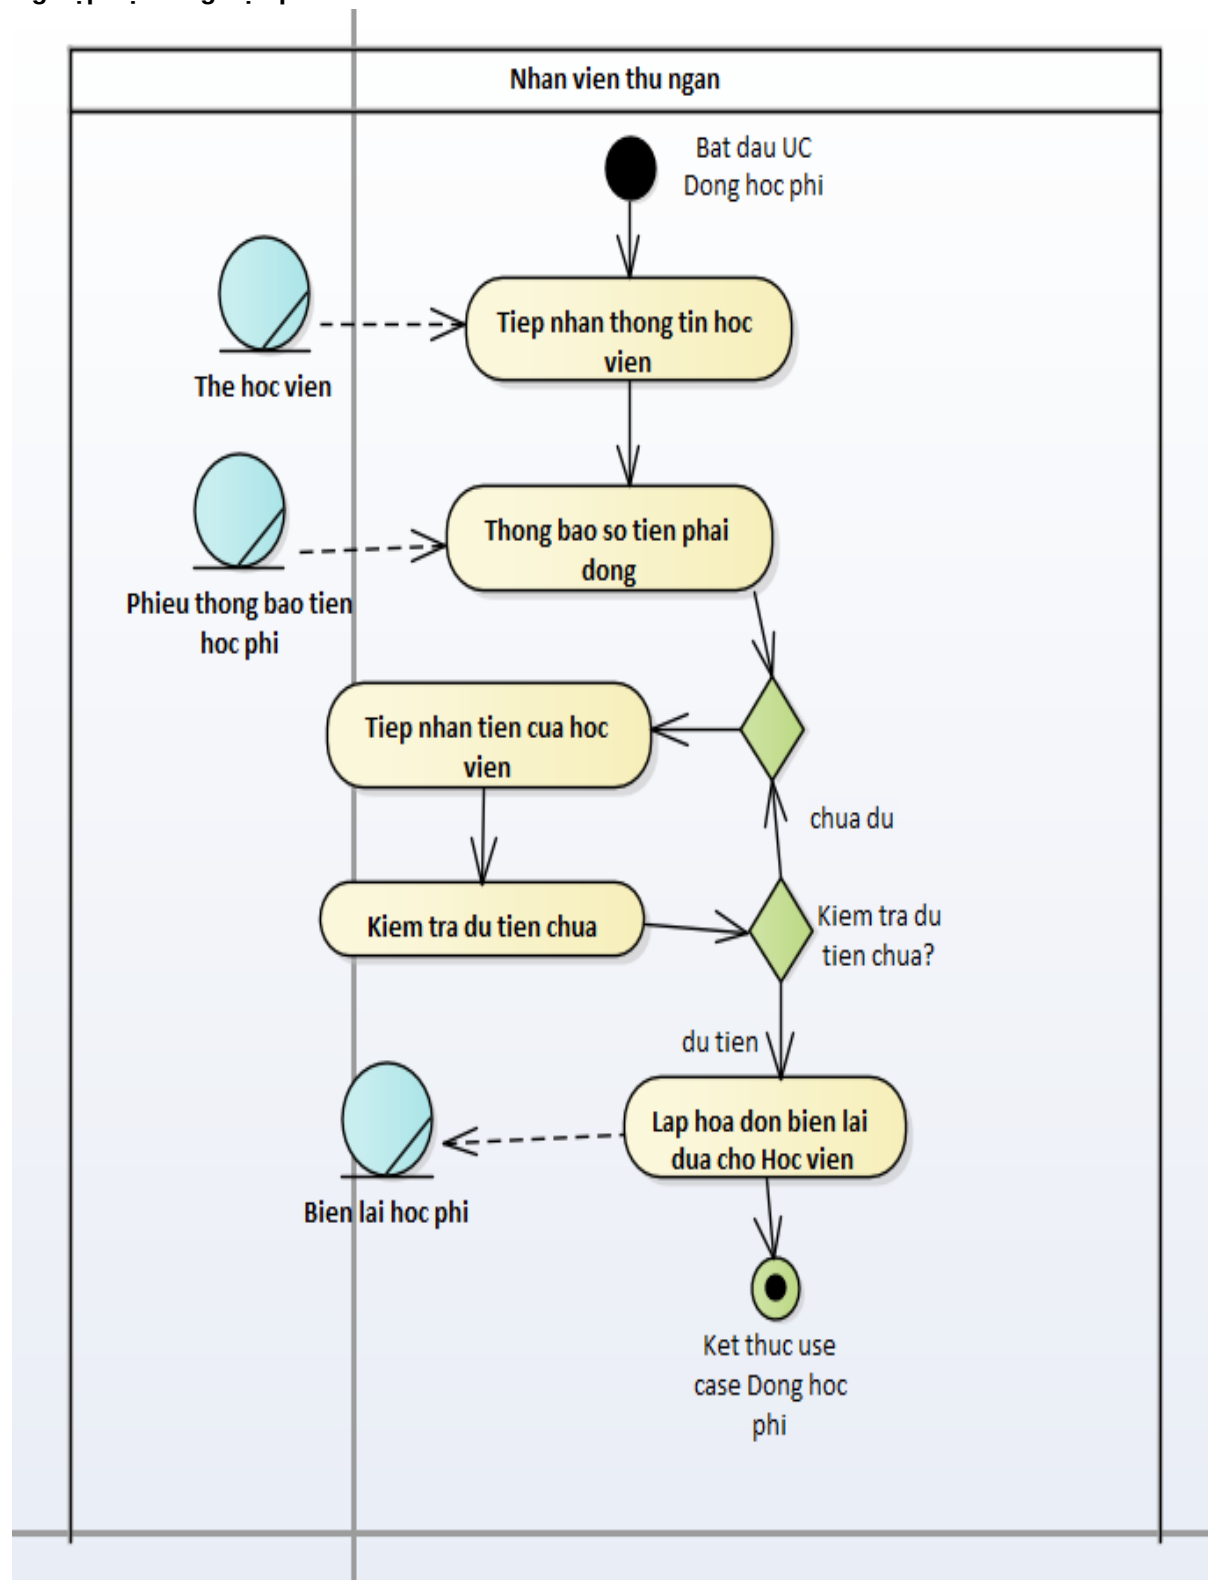 Nhan vien thu ngan
Bat dau UC
Dong hoc phi
Tiep nhan thong tin hoc
vien
The hoc vien
Thong bao so tien phai
dong
Phieu thong bao tien
hoc phi
Tiep nhan tien cua hoc
vien
chua du
Kiem tra du tien chua
Kiem tra du
tien chua?
du tien
Lap hoa don bien lai
dua cho Hoc vien
Bien lai hoc phi
Ket thuc use
case Dong hoc
phi